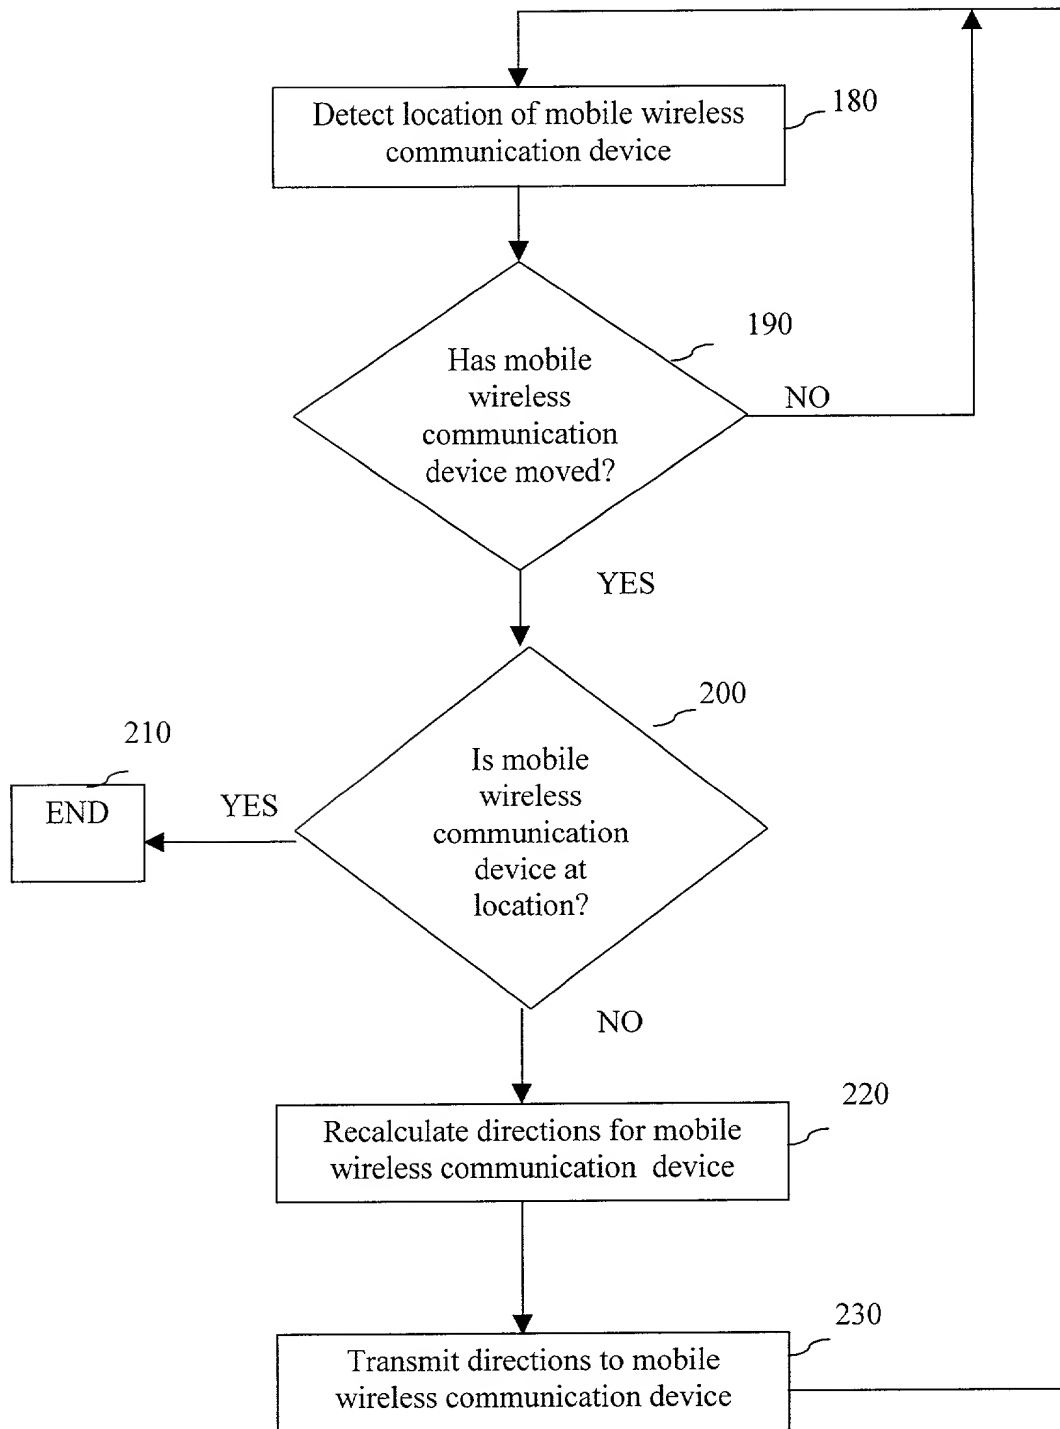 Detect location of mobile wireless
communication device
180
190
Has mobile
wireless
communication
device moved?
NO
YES
200
210
Is mobile
wireless
communication
device at
location?
END
YES
NO
220
Recalculate directions for mobile
wireless communication device
230
Transmit directions to mobile
wireless communication device